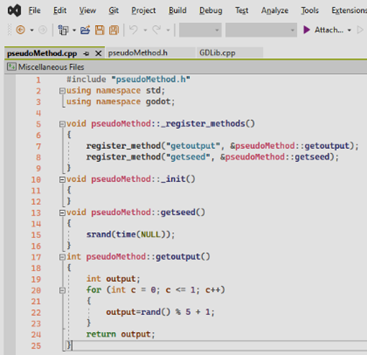 File Edit View Git Project Build Debug Test Analyze Tools Extensions
Attach...
pseudoMethod.cpp pseudoMethod.h GDLib.cpp
Miscellaneous Files
1 #include "pseudoMethod.h"
2 using namespace std;
3 using namespace godot;
4
5 void pseudoMethod::_register_methods()
6 {
7 register_method("getoutput", &pseudoMethod::getoutput);
8 register_method("getseed", &pseudoMethod::getseed);
9 }
10 void pseudoMethod::_init()
11 {
12 }
13 void pseudoMethod::getseed()
14 {
15 srand(time(NULL));
16 }
17 int pseudoMethod::getoutput()
18 {
19 int output;
20 for (int c = 0; c <= 1; c++)
21 {
22 output=rand() % 5 + 1;
23 }
24 return output;
25 }